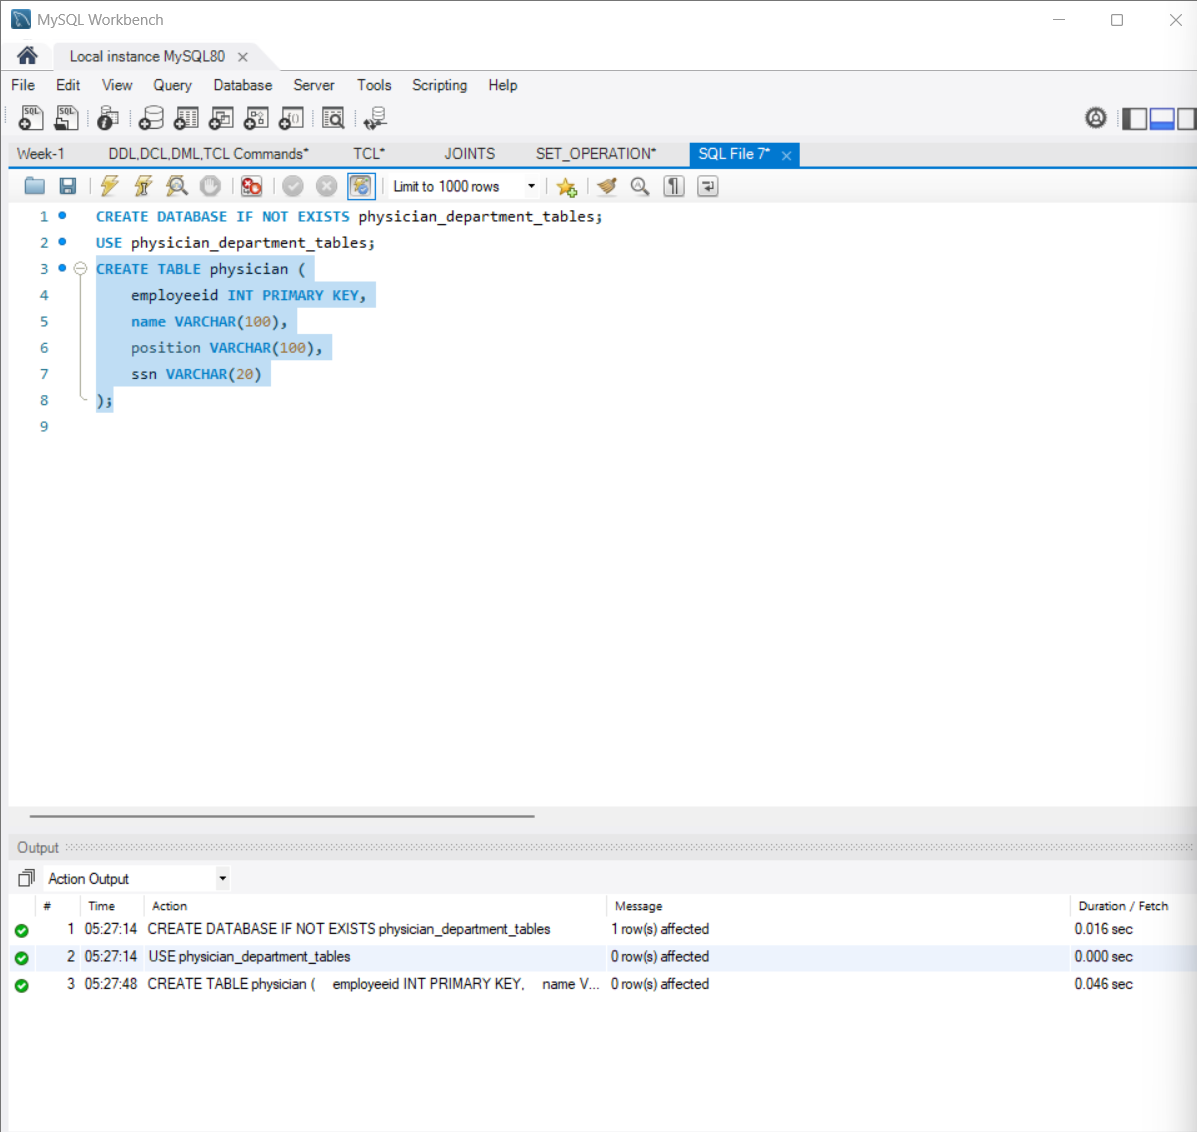 MySQL Workbench
Local instance MySQL80
File Edit View Query Database Server Tools Scripting Help
SQL SQL
Week-1 DDL,DCL,DML,TCL Commands* TCL* JOINTS SET_OPERATION* SQL File 7*
Limit to 1000 rows
1 CREATE DATABASE IF NOT EXISTS physician_department_tables;
2 USE physician_department_tables;
3 CREATE TABLE physician (
4 employeeid INT PRIMARY KEY,
5 name VARCHAR(100),
6 position VARCHAR(100),
7 ssn VARCHAR(20)
8 );
9
Output
Action Output
# Time Action Message Duration / Fetch
1 05:27:14 CREATE DATABASE IF NOT EXISTS physician_department_tables 1 row(s) affected 0.016 sec
2 05:27:14 USE physician_department_tables 0 row(s) affected 0.000 sec
3 05:27:48 CREATE TABLE physician ( employeeid INT PRIMARY KEY, name V... 0 row(s) affected 0.046 sec